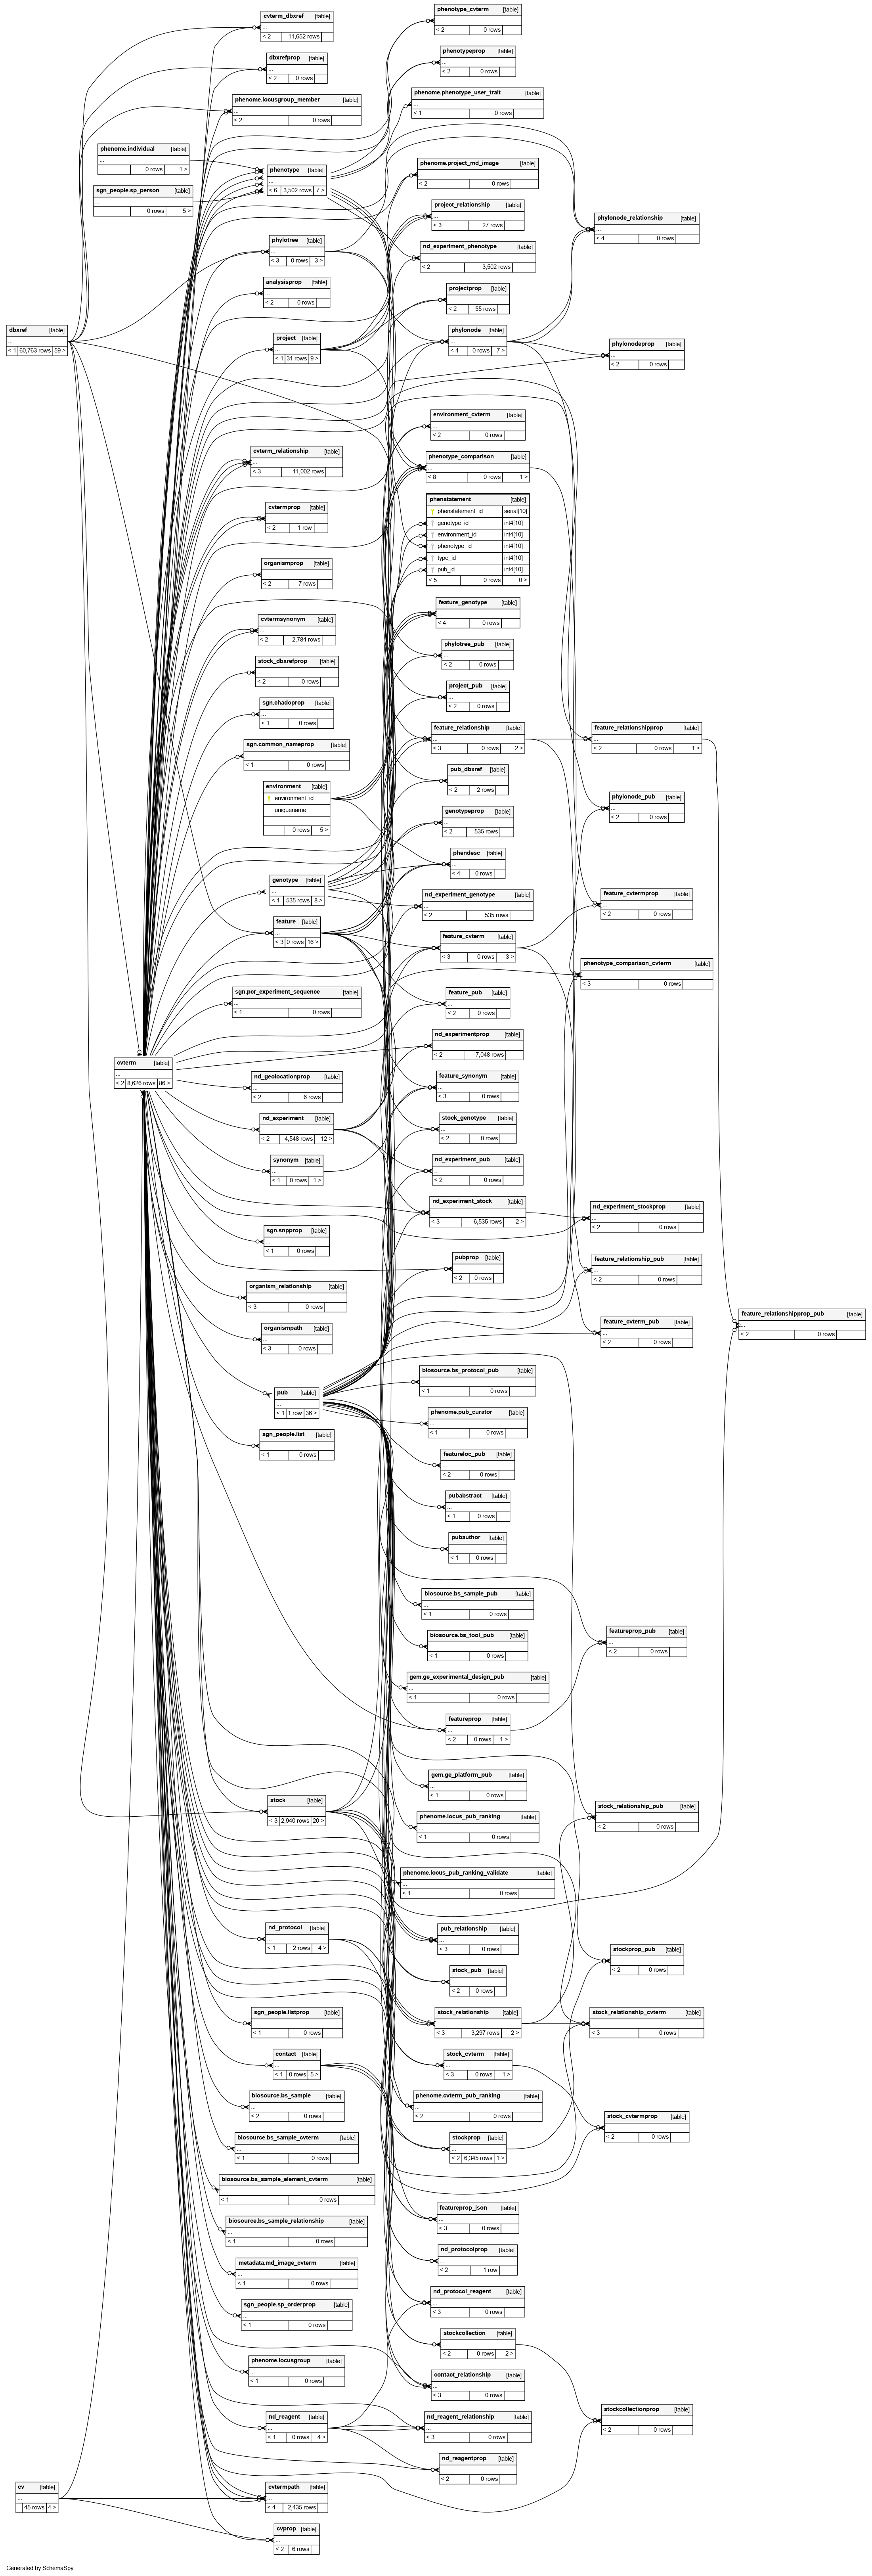 cvterm_dbxref [table]
...
< 2 11,652 rows
dbxrefprop [table]
...
< 2 0 rows
phenome.locusgroup_member [table]
...
< 2 0 rows
phenome.individual [table]
...
0 rows 1 >
sgn_people.sp_person [table]
...
0 rows 5 >
phenotype [table]
...
< 6 3,502 rows 7 >
phylotree [table]
...
< 3 0 rows 3 >
analysisprop [table]
...
< 2 0 rows
dbxref [table]
...
< 1 60,763 rows 59 >
project [table]
...
< 1 31 rows 9 >
cvterm_relationship [table]
...
< 3 11,002 rows
cvtermprop [table]
...
< 2 1 row
organismprop [table]
...
< 2 7 rows
cvtermsynonym [table]
...
< 2 2,784 rows
stock_dbxrefprop [table]
...
< 2 0 rows
sgn.chadoprop [table]
...
< 1 0 rows
sgn.common_nameprop [table]
...
< 1 0 rows
environment [table]
environment_id
uniquename
...
0 rows 5 >
genotype [table]
...
< 1 535 rows 8 >
feature [table]
...
< 3 0 rows 16 >
sgn.pcr_experiment_sequence [table]
...
< 1 0 rows
cvterm [table]
...
< 2 8,626 rows 86 >
nd_geolocationprop [table]
...
< 2 6 rows
nd_experiment [table]
...
< 2 4,548 rows 12 >
synonym [table]
...
< 1 0 rows 1 >
sgn.snpprop [table]
...
< 1 0 rows
organism_relationship [table]
...
< 3 0 rows
organismpath [table]
...
< 3 0 rows
pub [table]
...
< 1 1 row 36 >
sgn_people.list [table]
...
< 1 0 rows
stock [table]
...
< 3 2,940 rows 20 >
nd_protocol [table]
...
< 1 2 rows 4 >
sgn_people.listprop [table]
...
< 1 0 rows
contact [table]
...
< 1 0 rows 5 >
biosource.bs_sample [table]
...
< 2 0 rows
biosource.bs_sample_cvterm [table]
...
< 1 0 rows
biosource.bs_sample_element_cvterm [table]
...
< 1 0 rows
biosource.bs_sample_relationship [table]
...
< 1 0 rows
metadata.md_image_cvterm [table]
...
< 1 0 rows
sgn_people.sp_orderprop [table]
...
< 1 0 rows
phenome.locusgroup [table]
...
< 1 0 rows
nd_reagent [table]
...
< 1 0 rows 4 >
cv [table]
...
45 rows 4 >
cvtermpath [table]
...
< 4 2,435 rows
cvprop [table]
...
< 2 6 rows
phenotype_cvterm [table]
...
< 2 0 rows
phenotypeprop [table]
...
< 2 0 rows
phenome.phenotype_user_trait [table]
...
< 1 0 rows
phenome.project_md_image [table]
...
< 2 0 rows
project_relationship [table]
...
< 3 27 rows
nd_experiment_phenotype [table]
...
< 2 3,502 rows
projectprop [table]
...
< 2 55 rows
phylonode [table]
...
< 4 0 rows 7 >
environment_cvterm [table]
...
< 2 0 rows
phenotype_comparison [table]
...
< 8 0 rows 1 >
phenstatement [table]
phenstatement_id serial[10]
genotype_id int4[10]
environment_id int4[10]
phenotype_id int4[10]
type_id int4[10]
pub_id int4[10]
< 5 0 rows 0 >
feature_genotype [table]
...
< 4 0 rows
phylotree_pub [table]
...
< 2 0 rows
project_pub [table]
...
< 2 0 rows
feature_relationship [table]
...
< 3 0 rows 2 >
pub_dbxref [table]
...
< 2 2 rows
genotypeprop [table]
...
< 2 535 rows
phendesc [table]
...
< 4 0 rows
nd_experiment_genotype [table]
...
< 2 535 rows
feature_cvterm [table]
...
< 3 0 rows 3 >
feature_pub [table]
...
< 2 0 rows
nd_experimentprop [table]
...
< 2 7,048 rows
feature_synonym [table]
...
< 3 0 rows
stock_genotype [table]
...
< 2 0 rows
nd_experiment_pub [table]
...
< 2 0 rows
nd_experiment_stock [table]
...
< 3 6,535 rows 2 >
pubprop [table]
...
< 2 0 rows
biosource.bs_protocol_pub [table]
...
< 1 0 rows
phenome.pub_curator [table]
...
< 1 0 rows
featureloc_pub [table]
...
< 2 0 rows
pubabstract [table]
...
< 1 0 rows
pubauthor [table]
...
< 1 0 rows
biosource.bs_sample_pub [table]
...
< 1 0 rows
biosource.bs_tool_pub [table]
...
< 1 0 rows
gem.ge_experimental_design_pub [table]
...
< 1 0 rows
featureprop [table]
...
< 2 0 rows 1 >
gem.ge_platform_pub [table]
...
< 1 0 rows
phenome.locus_pub_ranking [table]
...
< 1 0 rows
phenome.locus_pub_ranking_validate [table]
...
< 1 0 rows
pub_relationship [table]
...
< 3 0 rows
stock_pub [table]
...
< 2 0 rows
stock_relationship [table]
...
< 3 3,297 rows 2 >
stock_cvterm [table]
...
< 3 0 rows 1 >
phenome.cvterm_pub_ranking [table]
...
< 2 0 rows
stockprop [table]
...
< 2 6,345 rows 1 >
featureprop_json [table]
...
< 3 0 rows
nd_protocolprop [table]
...
< 2 1 row
nd_protocol_reagent [table]
...
< 3 0 rows
stockcollection [table]
...
< 2 0 rows 2 >
contact_relationship [table]
...
< 3 0 rows
nd_reagent_relationship [table]
...
< 3 0 rows
nd_reagentprop [table]
...
< 2 0 rows
phylonode_relationship [table]
...
< 4 0 rows
phylonodeprop [table]
...
< 2 0 rows
feature_relationshipprop [table]
...
< 2 0 rows 1 >
phylonode_pub [table]
...
< 2 0 rows
feature_cvtermprop [table]
...
< 2 0 rows
phenotype_comparison_cvterm [table]
...
< 3 0 rows
nd_experiment_stockprop [table]
...
< 2 0 rows
feature_relationship_pub [table]
...
< 2 0 rows
feature_cvterm_pub [table]
...
< 2 0 rows
feature_relationshipprop_pub [table]
...
< 2 0 rows
featureprop_pub [table]
...
< 2 0 rows
stock_relationship_pub [table]
...
< 2 0 rows
stockprop_pub [table]
...
< 2 0 rows
stock_relationship_cvterm [table]
...
< 3 0 rows
stock_cvtermprop [table]
...
< 2 0 rows
stockcollectionprop [table]
...
< 2 0 rows
Generated by SchemaSpy